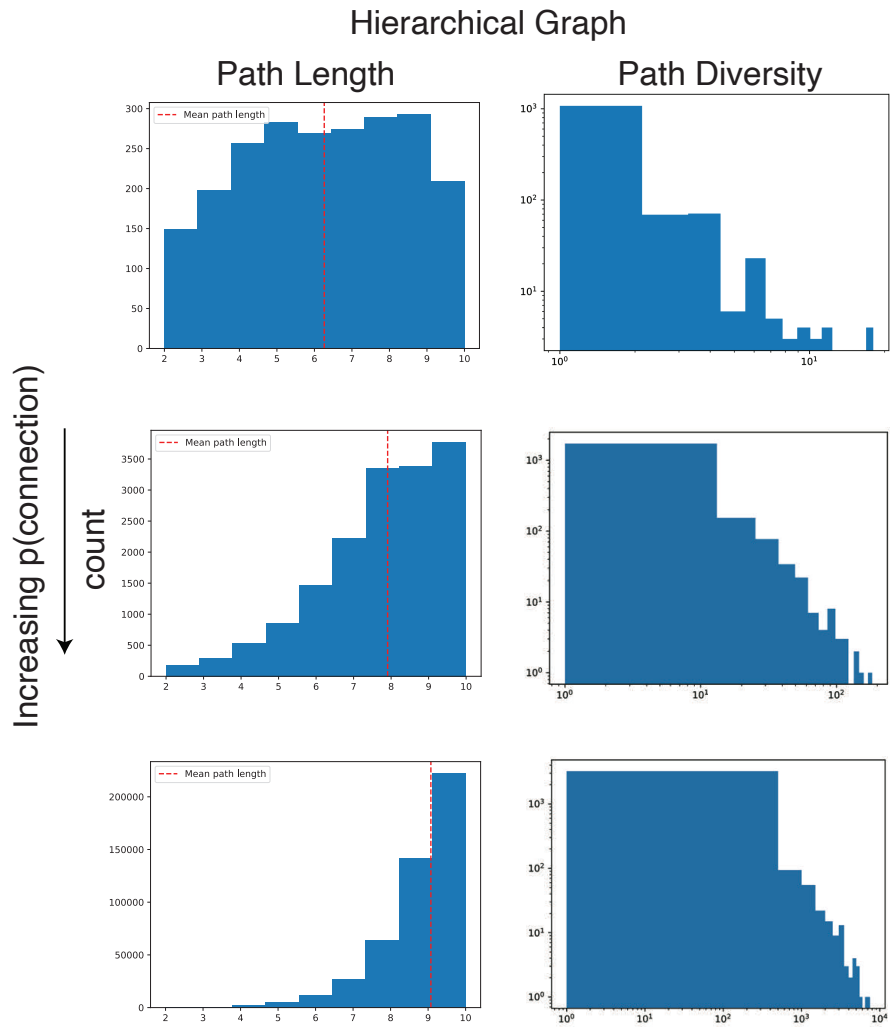 Hierarchical Graph
Path Length
Path Diversity
Increasing p(connection)
count
Mean path length
300
250
200
150
100
50
0
2 3 4 5 6 7 8 9 10
10³
10²
10¹
10⁰ 10¹
Mean path length
3500
3000
2500
2000
1500
1000
500
0
2 3 4 5 6 7 8 9 10
10³
10²
10¹
10⁰
10⁰ 10¹ 10²
Mean path length
200000
150000
100000
50000
0
2 3 4 5 6 7 8 9 10
10³
10²
10¹
10⁰
10⁰ 10¹ 10² 10³ 10⁴